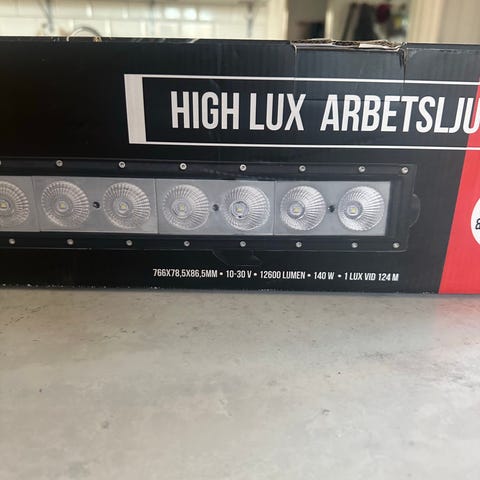 HIGH LUX ARBETSLJU
766X78,5X86,5MM • 10-30 V • 12600 LUMEN • 140 W • 1 LUX VID 124 M